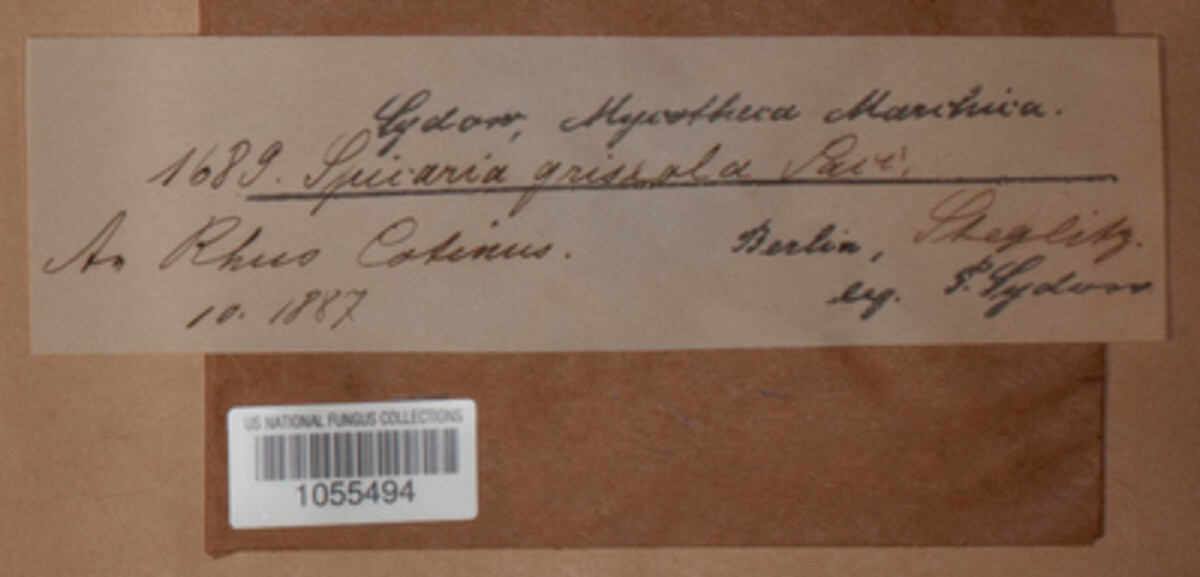 Sydow, Mycotheca Marchica.
1689. Spicaria griseola Sacc.
An Rhus Cotinus.
Berlin, Steglitz.
10. 1887
leg. P. Sydow
US NATIONAL FUNGUS COLLECTIONS
1055494